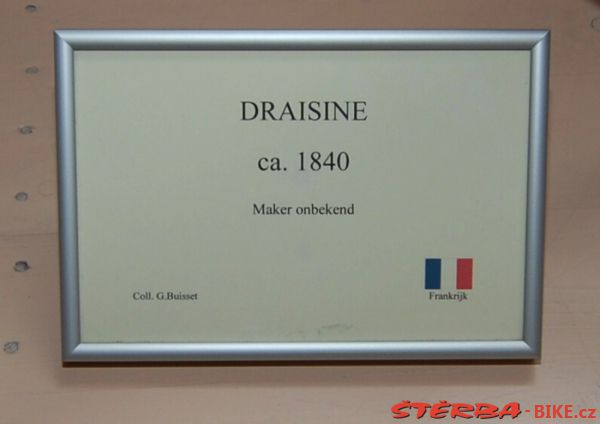 DRAISINE
ca. 1840
Maker onbekend
Coll. G.Buisset
Frankrijk
ŠTĚRBA-BIKE.cz